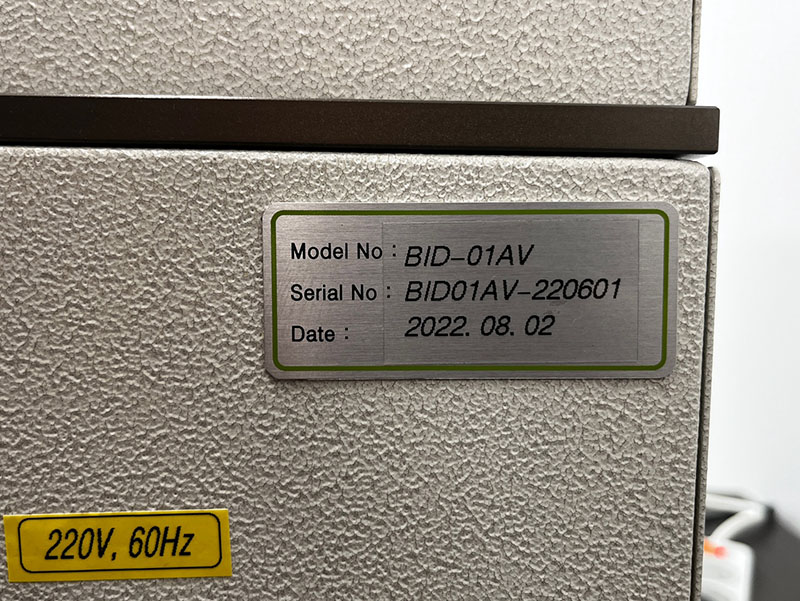 Model No : BID-01AV
Serial No : BID01AV-220601
Date : 2022. 08. 02
220V, 60Hz